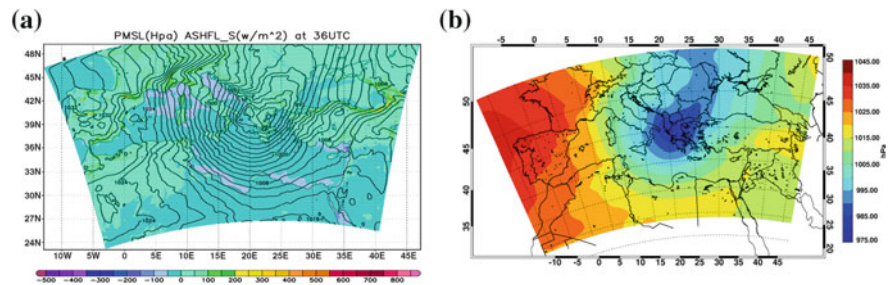 (a)
PMSL(Hpa) ASHFL_S(w/m^2) at 36UTC
48N
45N
42N
39N
36N
33N
30N
27N
24N
10W 5W 0 5E 10E 15E 20E 25E 30E 35E 40E 45E
-500 -400 -300 -200 -100 0 100 200 300 400 500 600 700 800
(b)
-5 0 5 10 15 20 25 30 35 40 45
50
45
40
35
50
45
40
35
30
25
20
-10 -5 0 5 10 15 20 25 30 35 40 45
1045.00
1035.00
1025.00
1015.00
1005.00
995.00
985.00
975.00
hPa